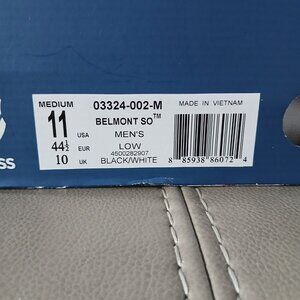 MEDIUM
11 USA
44½ EUR
10 UK
03324-002-M
BELMONT SO™
MEN'S
LOW
4500282907
BLACK/WHITE
MADE IN VIETNAM
8 85938 86072 4